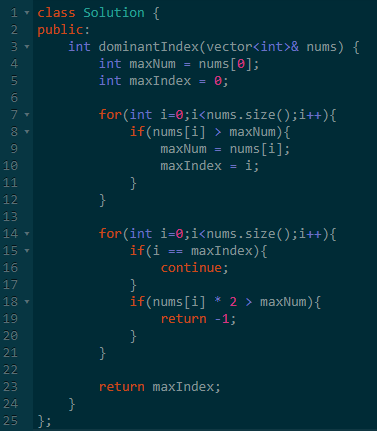 1 class Solution {
2 public:
3     int dominantIndex(vector<int>& nums) {
4         int maxNum = nums[0];
5         int maxIndex = 0;
6
7         for(int i=0;i<nums.size();i++){
8             if(nums[i] > maxNum){
9                 maxNum = nums[i];
10                 maxIndex = i;
11             }
12         }
13
14         for(int i=0;i<nums.size();i++){
15             if(i == maxIndex){
16                 continue;
17             }
18             if(nums[i] * 2 > maxNum){
19                 return -1;
20             }
21         }
22
23         return maxIndex;
24     }
25 };